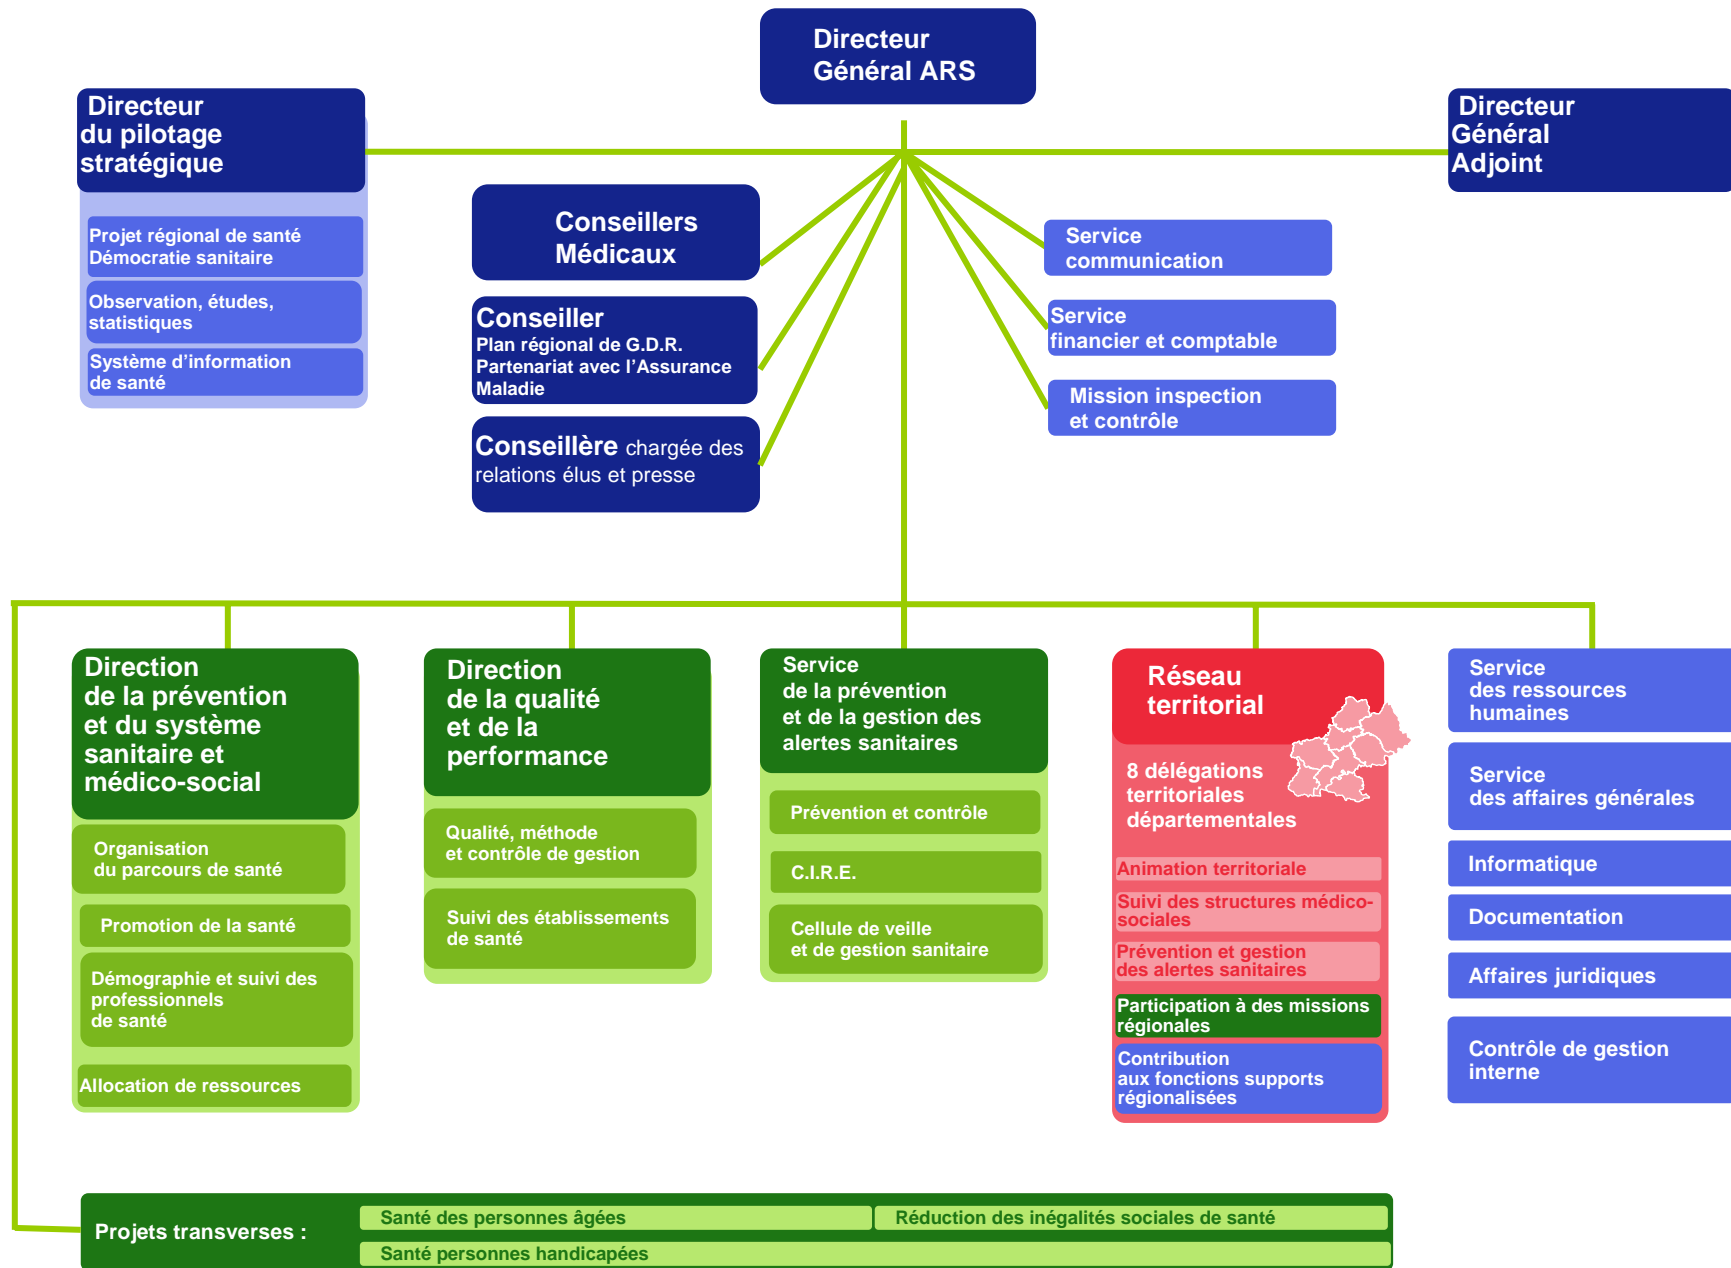 Directeur
Général ARS
Directeur
du pilotage
stratégique
Directeur
Général
Adjoint
Projet régional de santé
Démocratie sanitaire
Observation, études,
statistiques
Système d'information
de santé
Conseillers
Médicaux
Conseiller
Plan régional de G.D.R.
Partenariat avec l'Assurance
Maladie
Conseillère chargée des
relations élus et presse
Service
communication
Service
financier et comptable
Mission inspection
et contrôle
Direction
de la prévention
et du système
sanitaire et
médico-social
Organisation
du parcours de santé
Promotion de la santé
Démographie et suivi des
professionnels
de santé
Allocation de ressources
Direction
de la qualité
et de la
performance
Qualité, méthode
et contrôle de gestion
Suivi des établissements
de santé
Service
de la prévention
et de la gestion des
alertes sanitaires
Prévention et contrôle
C.I.R.E.
Cellule de veille
et de gestion sanitaire
Réseau
territorial
8 délégations
territoriales
départementales
Animation territoriale
Suivi des structures médico-
sociales
Prévention et gestion
des alertes sanitaires
Participation à des missions
régionales
Contribution
aux fonctions supports
régionalisées
Service
des ressources
humaines
Service
des affaires générales
Informatique
Documentation
Affaires juridiques
Contrôle de gestion
interne
Projets transverses :
Santé des personnes âgées
Réduction des inégalités sociales de santé
Santé personnes handicapées